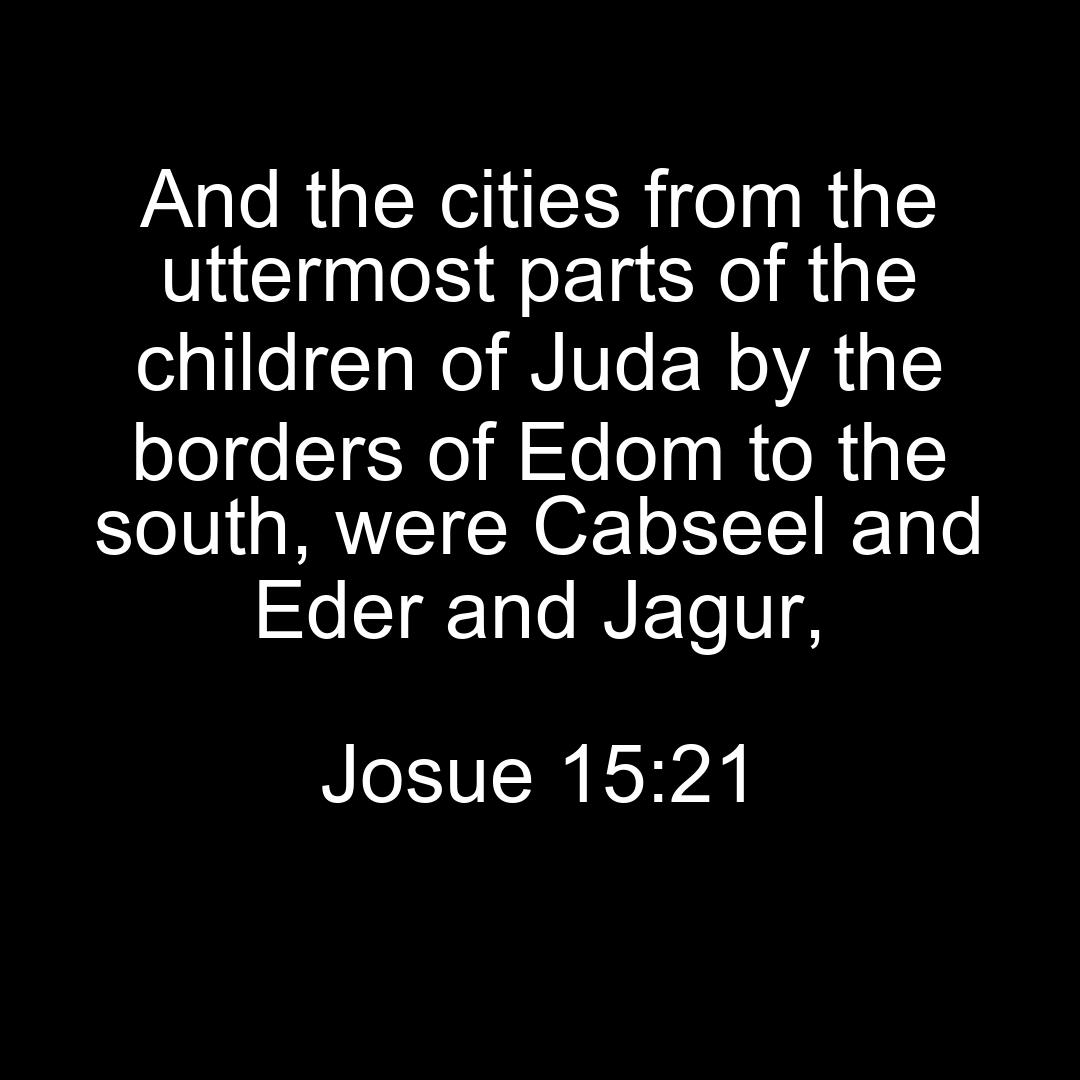 And the cities from the
uttermost parts of the
children of Juda by the
borders of Edom to the
south, were Cabseel and
Eder and Jagur,
Josue 15:21